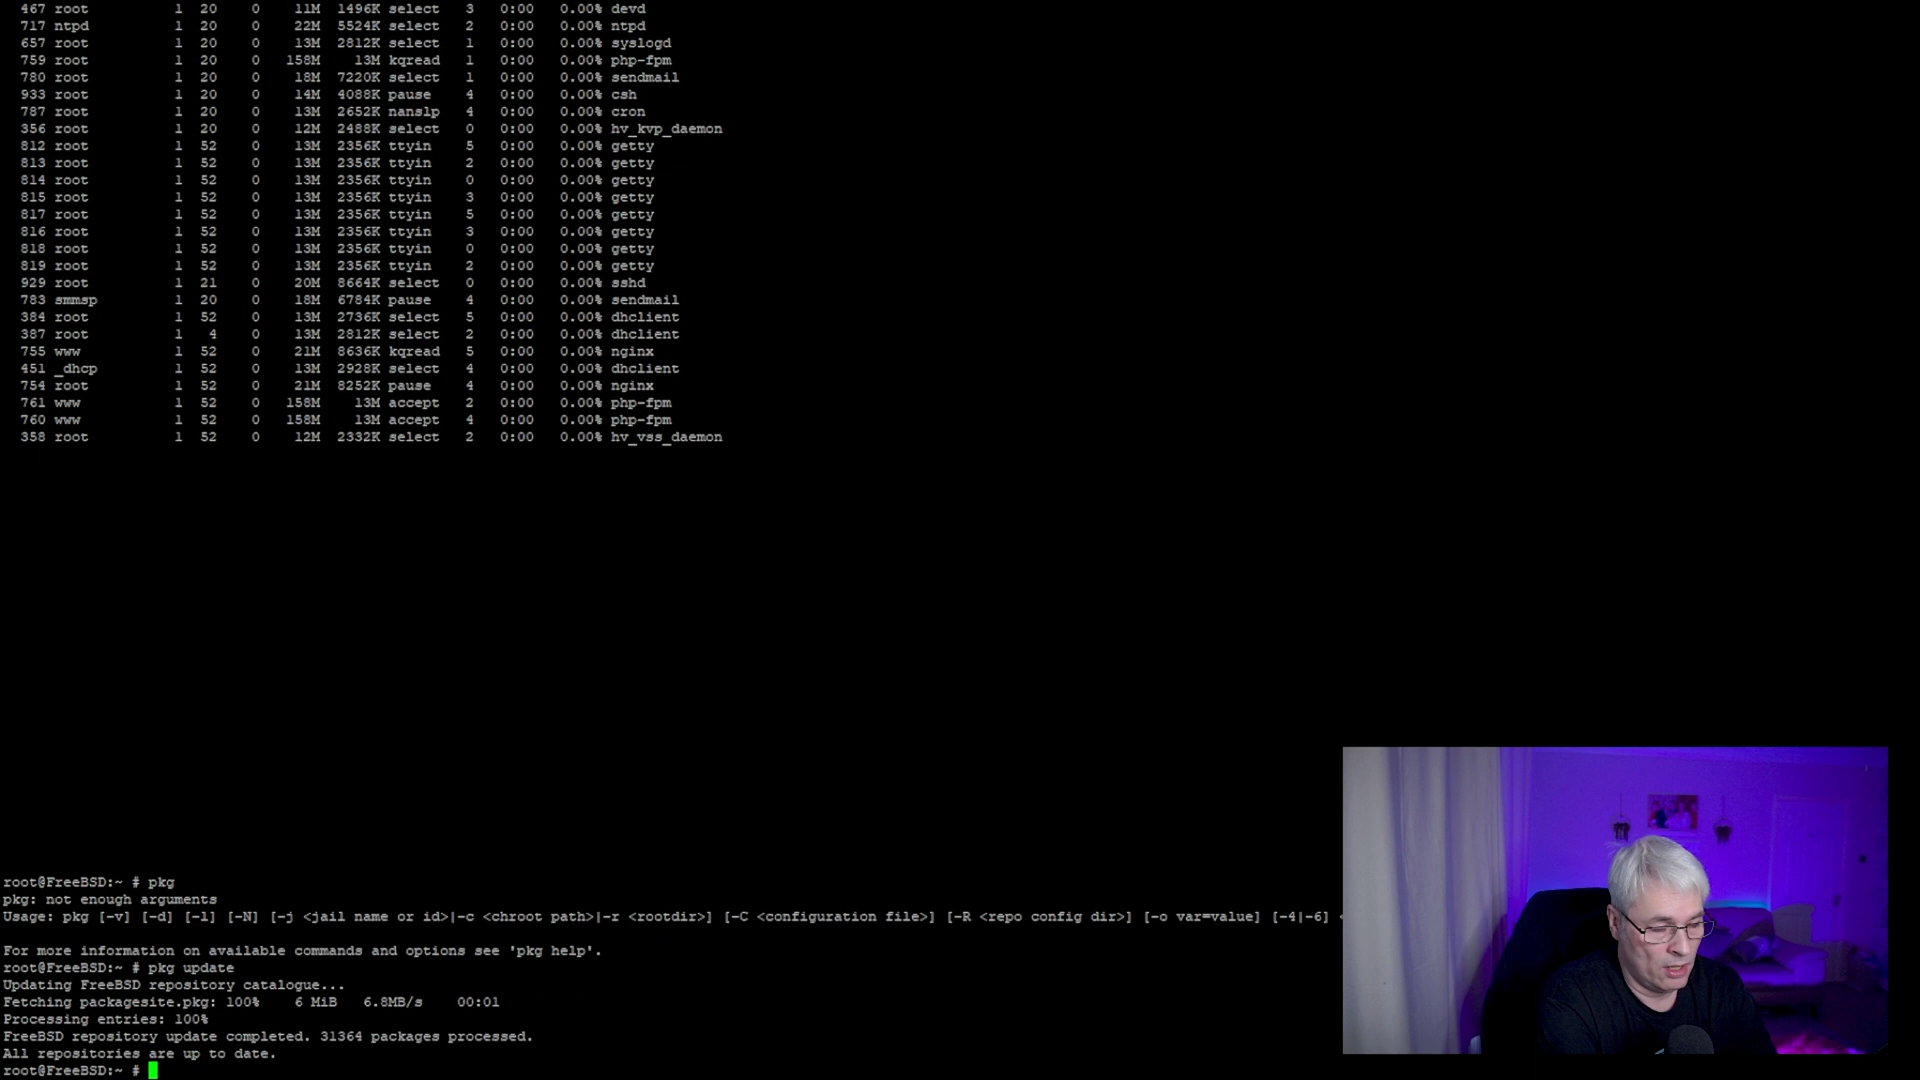 467 root 1 20 0 11M 1496K select 3 0:00 0.00% devd
717 ntpd 1 20 0 22M 5524K select 2 0:00 0.00% ntpd
657 root 1 20 0 13M 2812K select 1 0:00 0.00% syslogd
759 root 1 20 0 158M 13M kqread 1 0:00 0.00% php-fpm
780 root 1 20 0 18M 7220K select 1 0:00 0.00% sendmail
933 root 1 20 0 14M 4088K pause 4 0:00 0.00% csh
787 root 1 20 0 13M 2652K nanslp 4 0:00 0.00% cron
356 root 1 20 0 12M 2488K select 0 0:00 0.00% hv_kvp_daemon
812 root 1 52 0 13M 2356K ttyin 5 0:00 0.00% getty
813 root 1 52 0 13M 2356K ttyin 2 0:00 0.00% getty
814 root 1 52 0 13M 2356K ttyin 0 0:00 0.00% getty
815 root 1 52 0 13M 2356K ttyin 3 0:00 0.00% getty
817 root 1 52 0 13M 2356K ttyin 5 0:00 0.00% getty
816 root 1 52 0 13M 2356K ttyin 3 0:00 0.00% getty
818 root 1 52 0 13M 2356K ttyin 0 0:00 0.00% getty
819 root 1 52 0 13M 2356K ttyin 2 0:00 0.00% getty
929 root 1 21 0 20M 8664K select 0 0:00 0.00% sshd
783 smmsp 1 20 0 18M 6784K pause 4 0:00 0.00% sendmail
384 root 1 52 0 13M 2736K select 5 0:00 0.00% dhclient
387 root 1 4 0 13M 2812K select 2 0:00 0.00% dhclient
755 www 1 52 0 21M 8636K kqread 5 0:00 0.00% nginx
451 _dhcp 1 52 0 13M 2928K select 4 0:00 0.00% dhclient
754 root 1 52 0 21M 8252K pause 4 0:00 0.00% nginx
761 www 1 52 0 158M 13M accept 2 0:00 0.00% php-fpm
760 www 1 52 0 158M 13M accept 4 0:00 0.00% php-fpm
358 root 1 52 0 12M 2332K select 2 0:00 0.00% hv_vss_daemon
root@FreeBSD:~ # pkg
pkg: not enough arguments
Usage: pkg [-v] [-d] [-l] [-N] [-j <jail name or id>|-c <chroot path>|-r <rootdir>] [-C <configuration file>] [-R <repo config dir>] [-o var=value] [-4|-6] <
For more information on available commands and options see 'pkg help'.
root@FreeBSD:~ # pkg update
Updating FreeBSD repository catalogue...
Fetching packagesite.pkg: 100% 6 MiB 6.8MB/s 00:01
Processing entries: 100%
FreeBSD repository update completed. 31364 packages processed.
All repositories are up to date.
root@FreeBSD:~ #